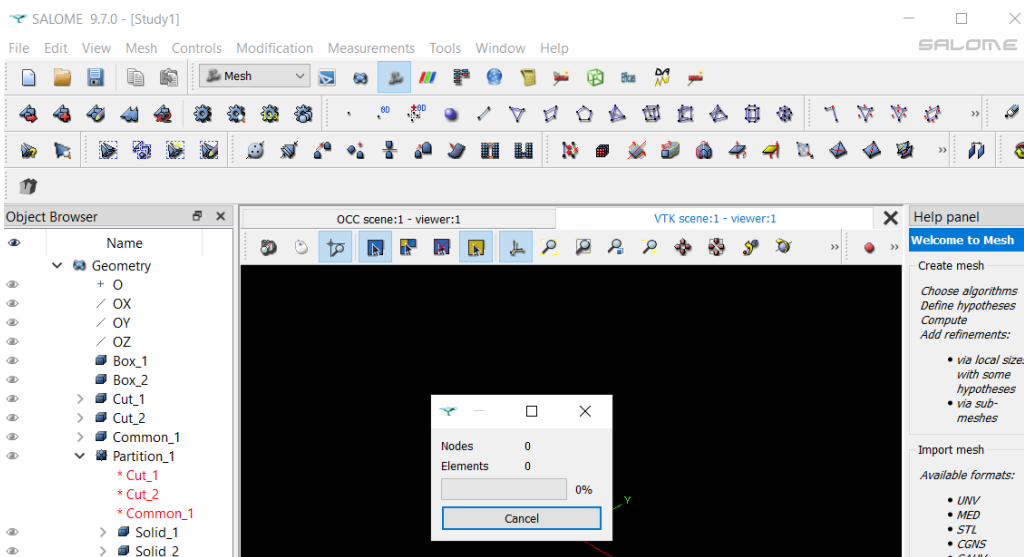 SALOME 9.7.0 - [Study1]
File Edit View Mesh Controls Modification Measurements Tools Window Help
SALOME
Mesh
0D
0D
Object Browser
OCC scene:1 - viewer:1
VTK scene:1 - viewer:1
Help panel
Name
Welcome to Mesh
Geometry
Create mesh
O
Choose algorithms
OX
Define hypotheses
OY
Compute
OZ
Add refinements:
Box_1
• via local sizes
with some
Box_2
hypotheses
Cut_1
• via sub-
meshes
Cut_2
Common_1
Nodes 0
Import mesh
Partition_1
Elements 0
Available formats:
* Cut_1
0%
• UNV
* Cut_2
Y
• MED
* Common_1
Cancel
• STL
Solid_1
• CGNS
Solid_2